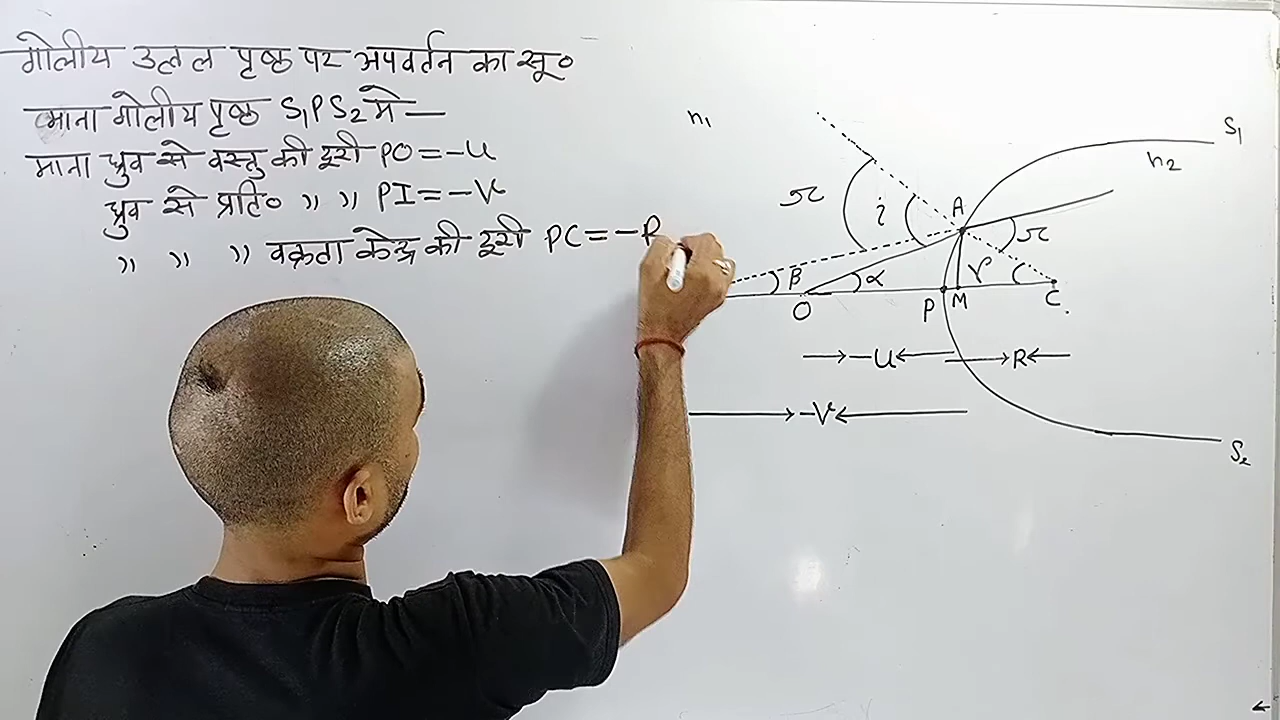 गोलीय उत्तल पृष्ठ पर अपवर्तन का सू०
माना गोलीय पृष्ठ S₁PS₂ मे —
माना ध्रुव से वस्तु की दूरी PO = -u
ध्रुव से प्रति० " " PI = -v
" " " वक्रता केन्द्र की दूरी PC = -R
n₁
S₁
n₂
r
i
A
r
β
α
γ
O
P
M
C
-u
R
-v
S₂